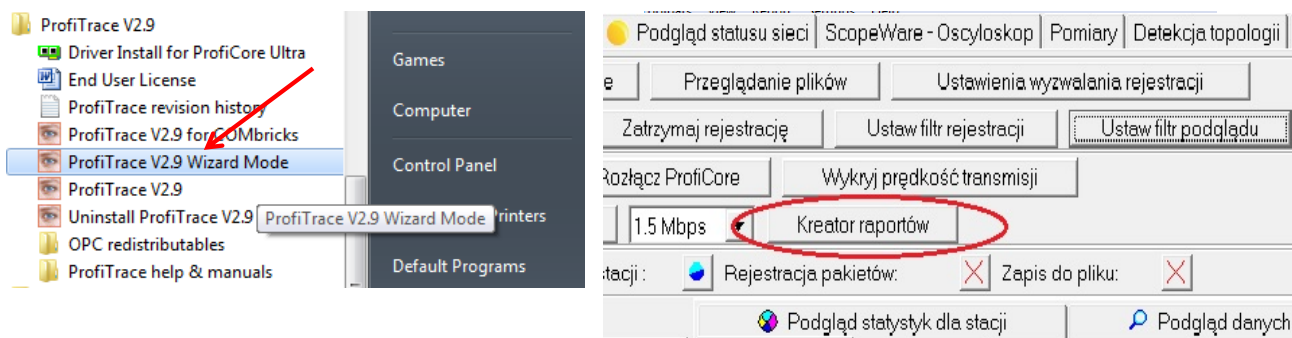 ProfiTrace V2.9
Driver Install for ProfiCore Ultra
End User License
ProfiTrace revision history
ProfiTrace V2.9 for COMbricks
ProfiTrace V2.9 Wizard Mode
ProfiTrace V2.9
Uninstall ProfiTrace V2.9
OPC redistributables
ProfiTrace help & manuals
ProfiTrace V2.9 Wizard Mode
Games
Computer
Control Panel
Printers
Default Programs
Podgląd statusu sieci ScopeWare - Oscyloskop Pomiary Detekcja topologii
e Przeglądanie plików Ustawienia wyzwalania rejestracji
Zatrzymaj rejestrację Ustaw filtr rejestracji Ustaw filtr podglądu
Rozłącz ProfiCore Wykryj prędkość transmisji
1.5 Mbps Kreator raportów
stacji: Rejestracja pakietów: Zapis do pliku:
Podgląd statystyk dla stacji Podgląd danych